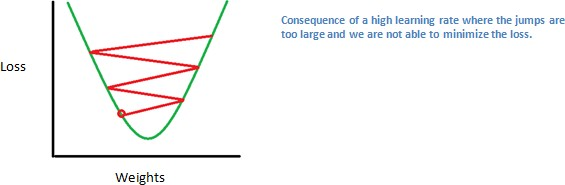 Consequence of a high learning rate where the jumps are
too large and we are not able to minimize the loss.
Loss
Weights